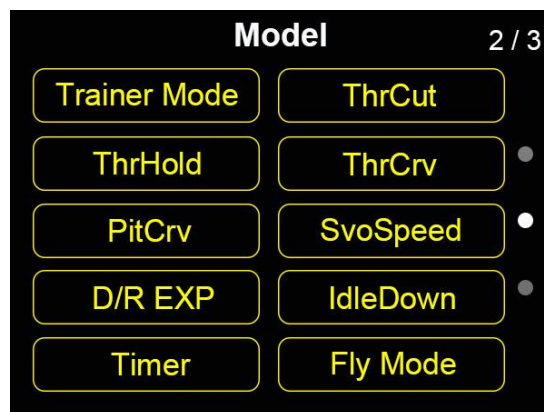 Model
2 / 3
Trainer Mode
ThrCut
ThrHold
ThrCrv
PitCrv
SvoSpeed
D/R EXP
IdleDown
Timer
Fly Mode